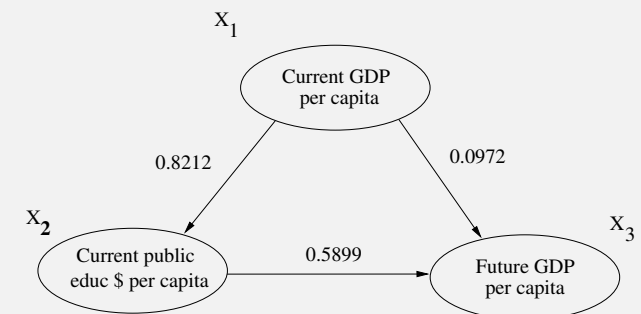 X1
Current GDP
per capita
0.8212
0.0972
X2
X3
Current public
educ $ per capita
0.5899
Future GDP
per capita